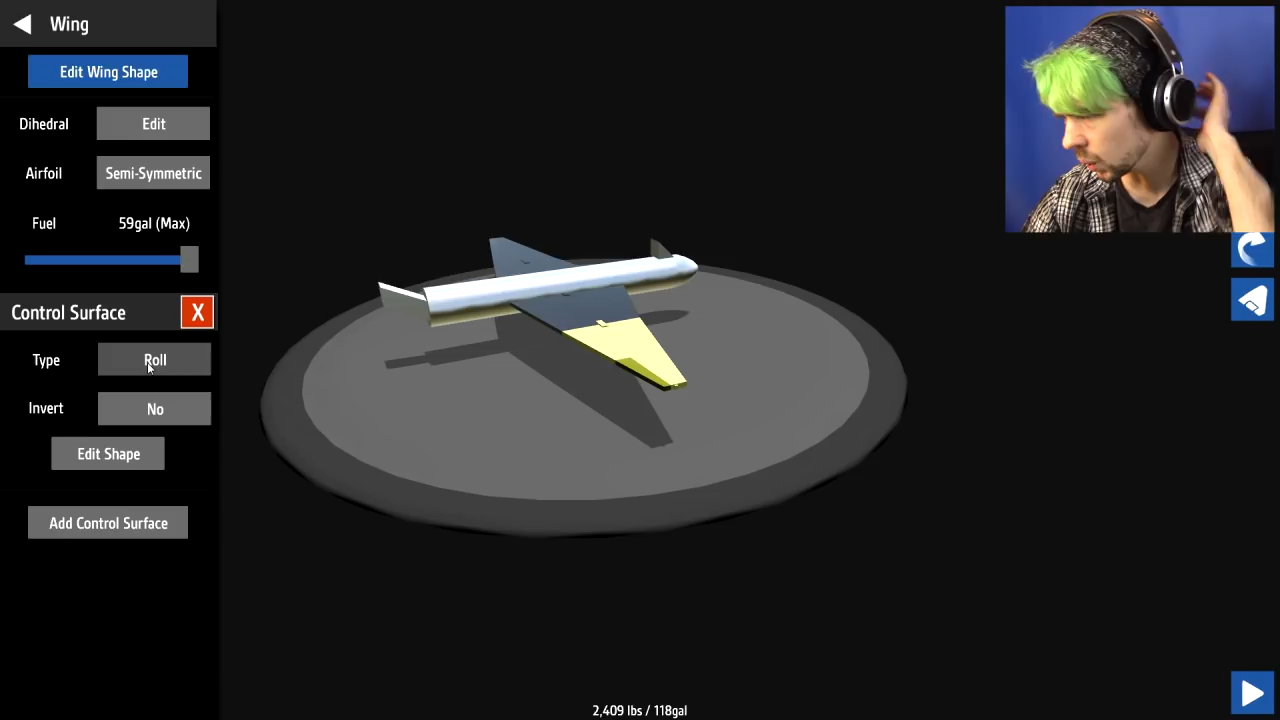 Wing
Edit Wing Shape
Dihedral Edit
Airfoil Semi-Symmetric
Fuel 59gal (Max)
Control Surface X
Type Roll
Invert No
Edit Shape
Add Control Surface
2,409 lbs / 118gal